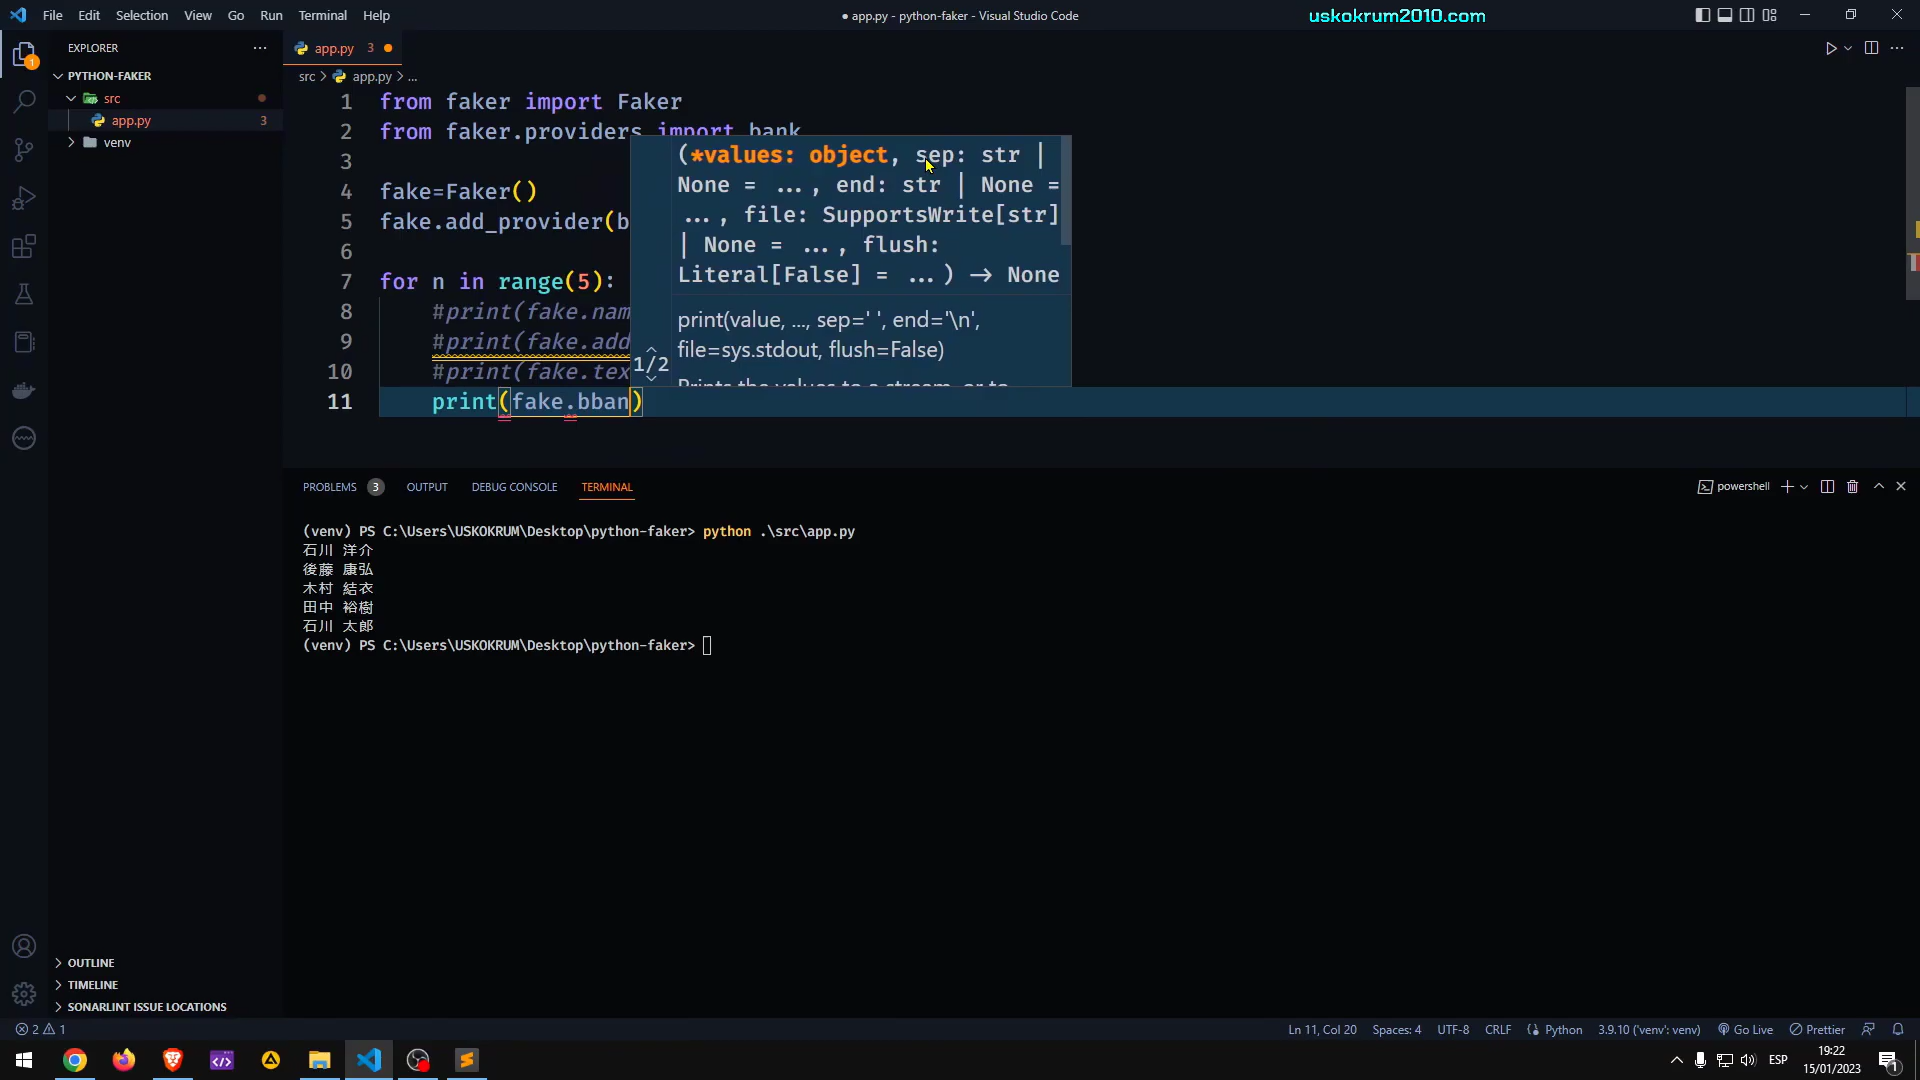 File Edit Selection View Go Run Terminal Help
● app.py - python-faker - Visual Studio Code
uskokrum2010.com
EXPLORER
PYTHON-FAKER
src
app.py 3
venv
OUTLINE
TIMELINE
SONARLINT ISSUE LOCATIONS
app.py 3
src > app.py > ...
1 from faker import Faker
2 from faker.providers import bank
3
4 fake=Faker()
5 fake.add_provider(b
6
7 for n in range(5):
8 #print(fake.nam
9 #print(fake.add
10 #print(fake.tex
11 print(fake.bban)
(*values: object, sep: str |
None = ..., end: str | None =
..., file: SupportsWrite[str]
| None = ..., flush:
Literal[False] = ...) → None
print(value, ..., sep=' ', end='\n',
file=sys.stdout, flush=False)
Prints the values to a stream, or to
1/2
PROBLEMS 3 OUTPUT DEBUG CONSOLE TERMINAL
powershell
(venv) PS C:\Users\USKOKRUM\Desktop\python-faker> python .\src\app.py
石川 洋介
後藤 康弘
木村 結衣
田中 裕樹
石川 太郎
(venv) PS C:\Users\USKOKRUM\Desktop\python-faker>
2 1
Ln 11, Col 20 Spaces: 4 UTF-8 CRLF Python 3.9.10 ('venv': venv) Go Live Prettier
ESP
19:22
15/01/2023
1